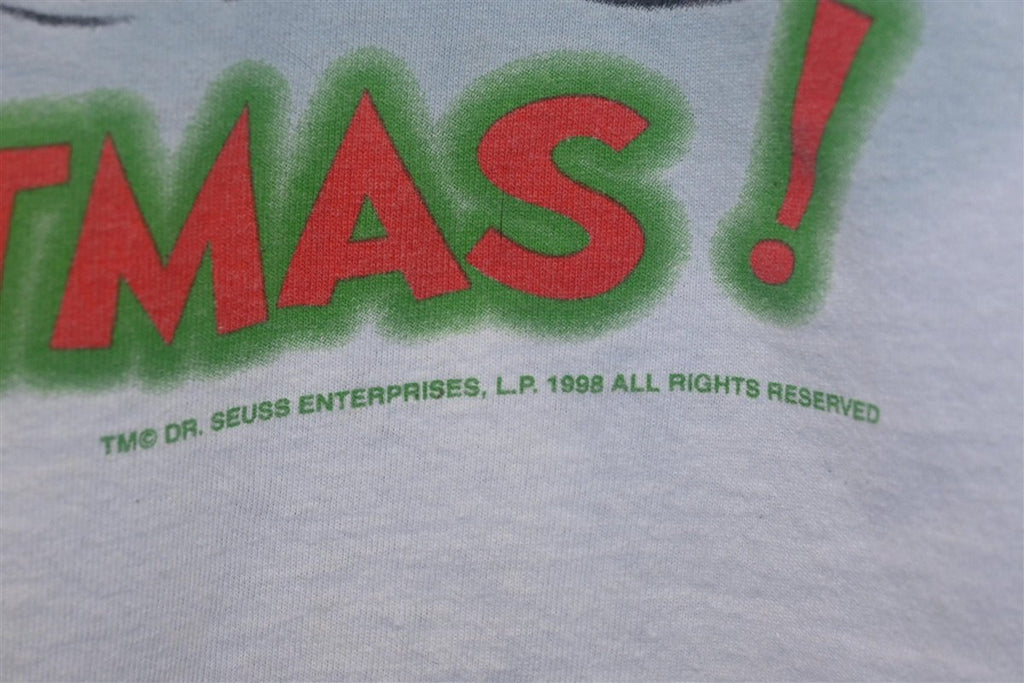 TMAS!
TM© DR. SEUSS ENTERPRISES, L.P. 1998 ALL RIGHTS RESERVED